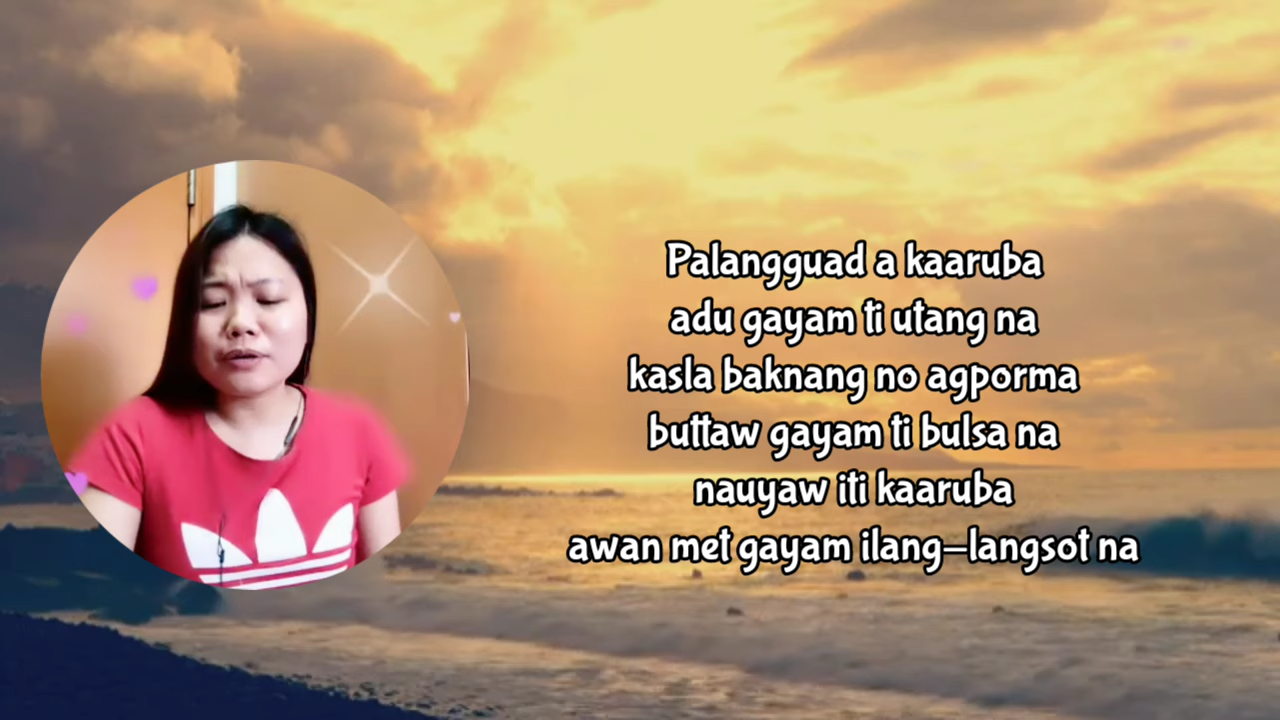 Palangguad a kaaruba
adu gayam ti utang na
kasla baknang no agporma
buttaw gayam ti bulsa na
nauyaw iti kaaruba
awan met gayam ilang-langsot na